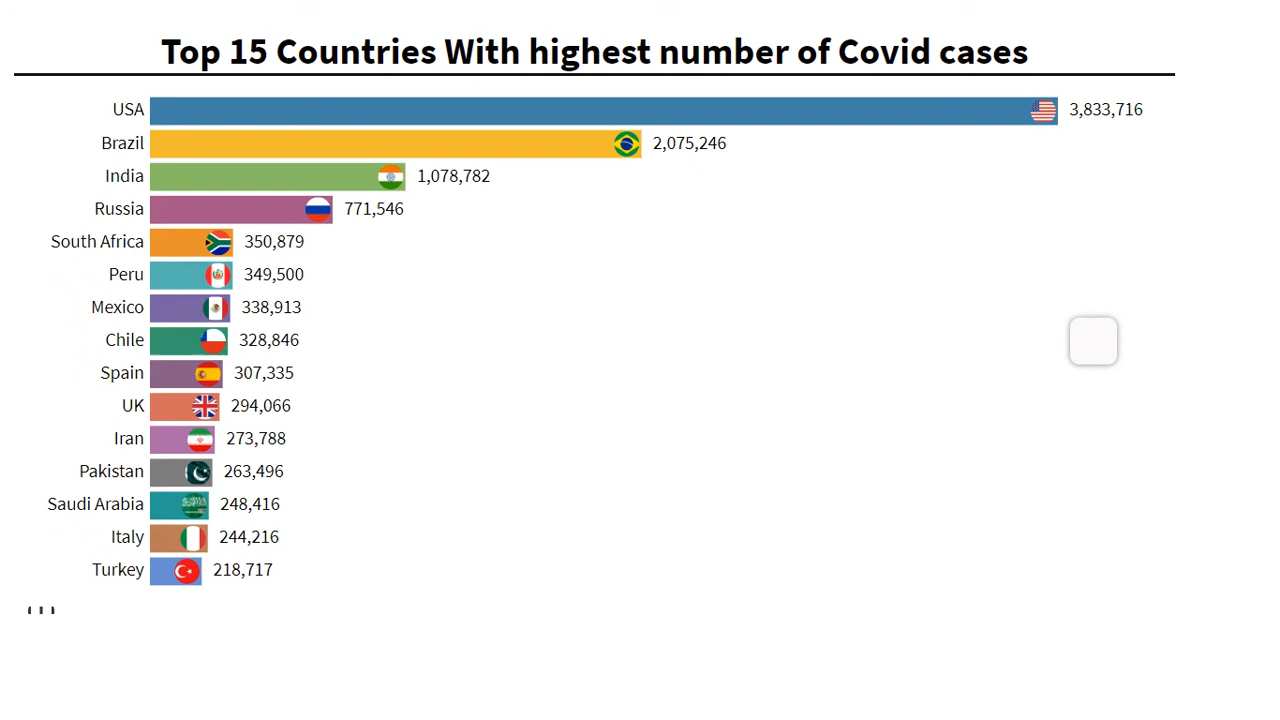 Top 15 Countries With highest number of Covid cases
USA 3,833,716
Brazil 2,075,246
India 1,078,782
Russia 771,546
South Africa 350,879
Peru 349,500
Mexico 338,913
Chile 328,846
Spain 307,335
UK 294,066
Iran 273,788
Pakistan 263,496
Saudi Arabia 248,416
Italy 244,216
Turkey 218,717